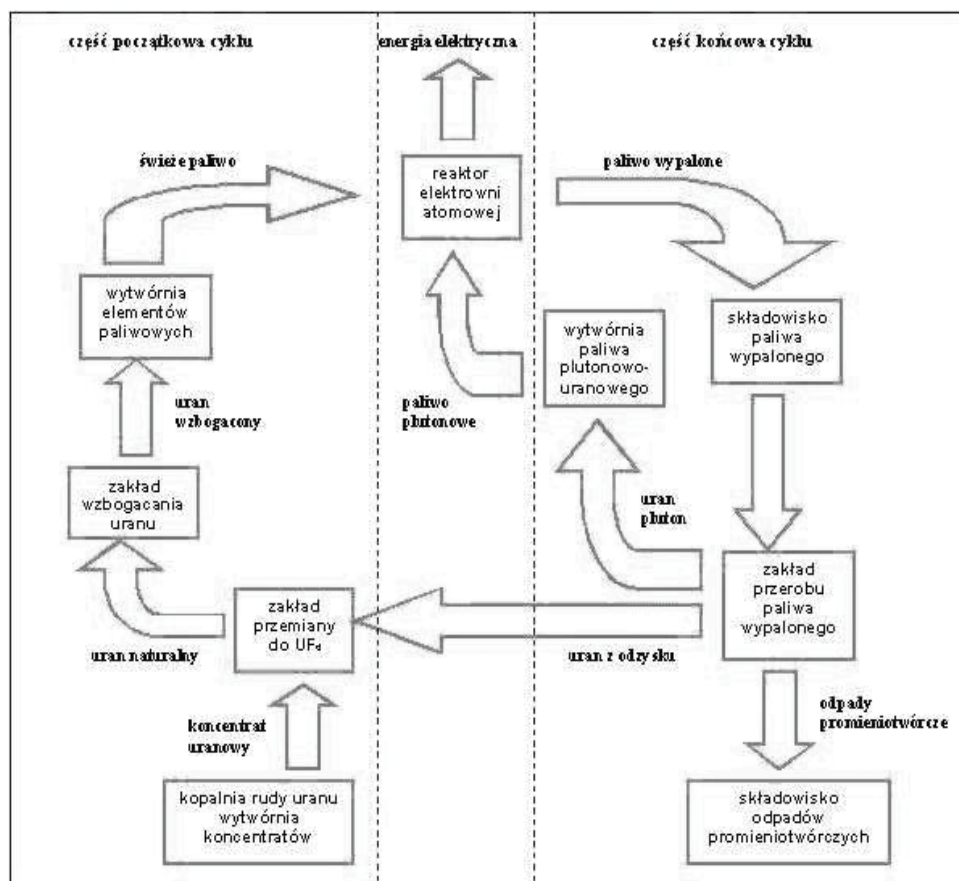 część początkowa cyklu
energia elektryczna
część końcowa cyklu
świeże paliwo
reaktor
elektrowni
atomowej
paliwo wypalone
wytwórnia
elementów
paliwowych
wytwórnia
paliwa
plutonowo-
uranowego
składowisko
paliwa
wypalonego
uran
wzbogacony
paliwo
plutonowe
zakład
wzbogacania
uranu
uran
pluton
zakład
przemiany
do UF₆
zakład
przerobu
paliwa
wypalonego
uran naturalny
uran z odzysku
koncentrat
uranowy
odpady
promieniotwórcze
kopalnia rudy uranu
wytwórnia
koncentratów
składowisko
odpadów
promieniotwórczych